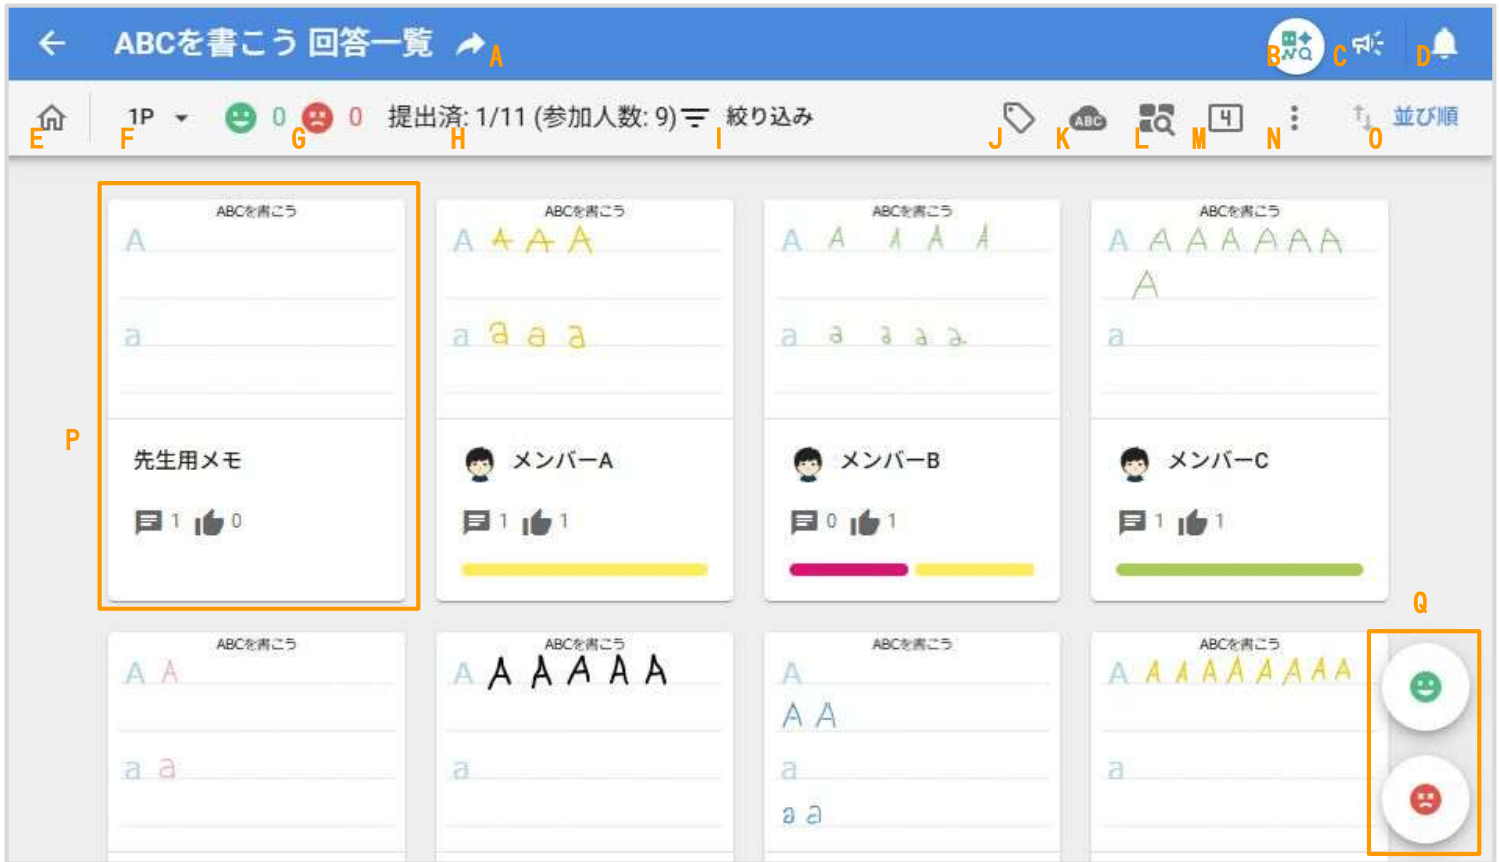 ABCを書こう 回答一覧 A B C D
1P 0 0 提出済: 1/11 (参加人数: 9) 絞り込み ABC 4 並び順
E F G H I J K L M N O
ABCを書こう ABCを書こう ABCを書こう ABCを書こう
A A A A A A A A A A A A A A A A A A
A
a a a a a a a a a a a
P
先生用メモ メンバーA メンバーB メンバーC
1 0 1 1 0 1 1 1
Q
ABCを書こう ABCを書こう ABCを書こう ABCを書こう
A A A A A A A A A A A A A A A A A A
A A
a a a a a
a a